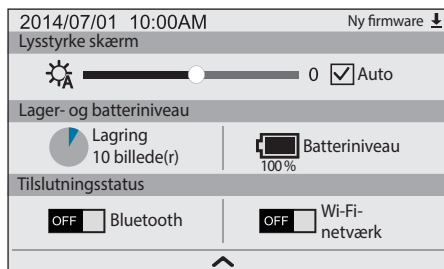 2014/07/01 10:00AM Ny firmware
Lysstyrke skærm
A 0 Auto
Lager- og batteriniveau
Lagring
10 billede(r)
Batteriniveau
100%
Tilslutningsstatus
OFF Bluetooth
OFF Wi-Fi-
netværk